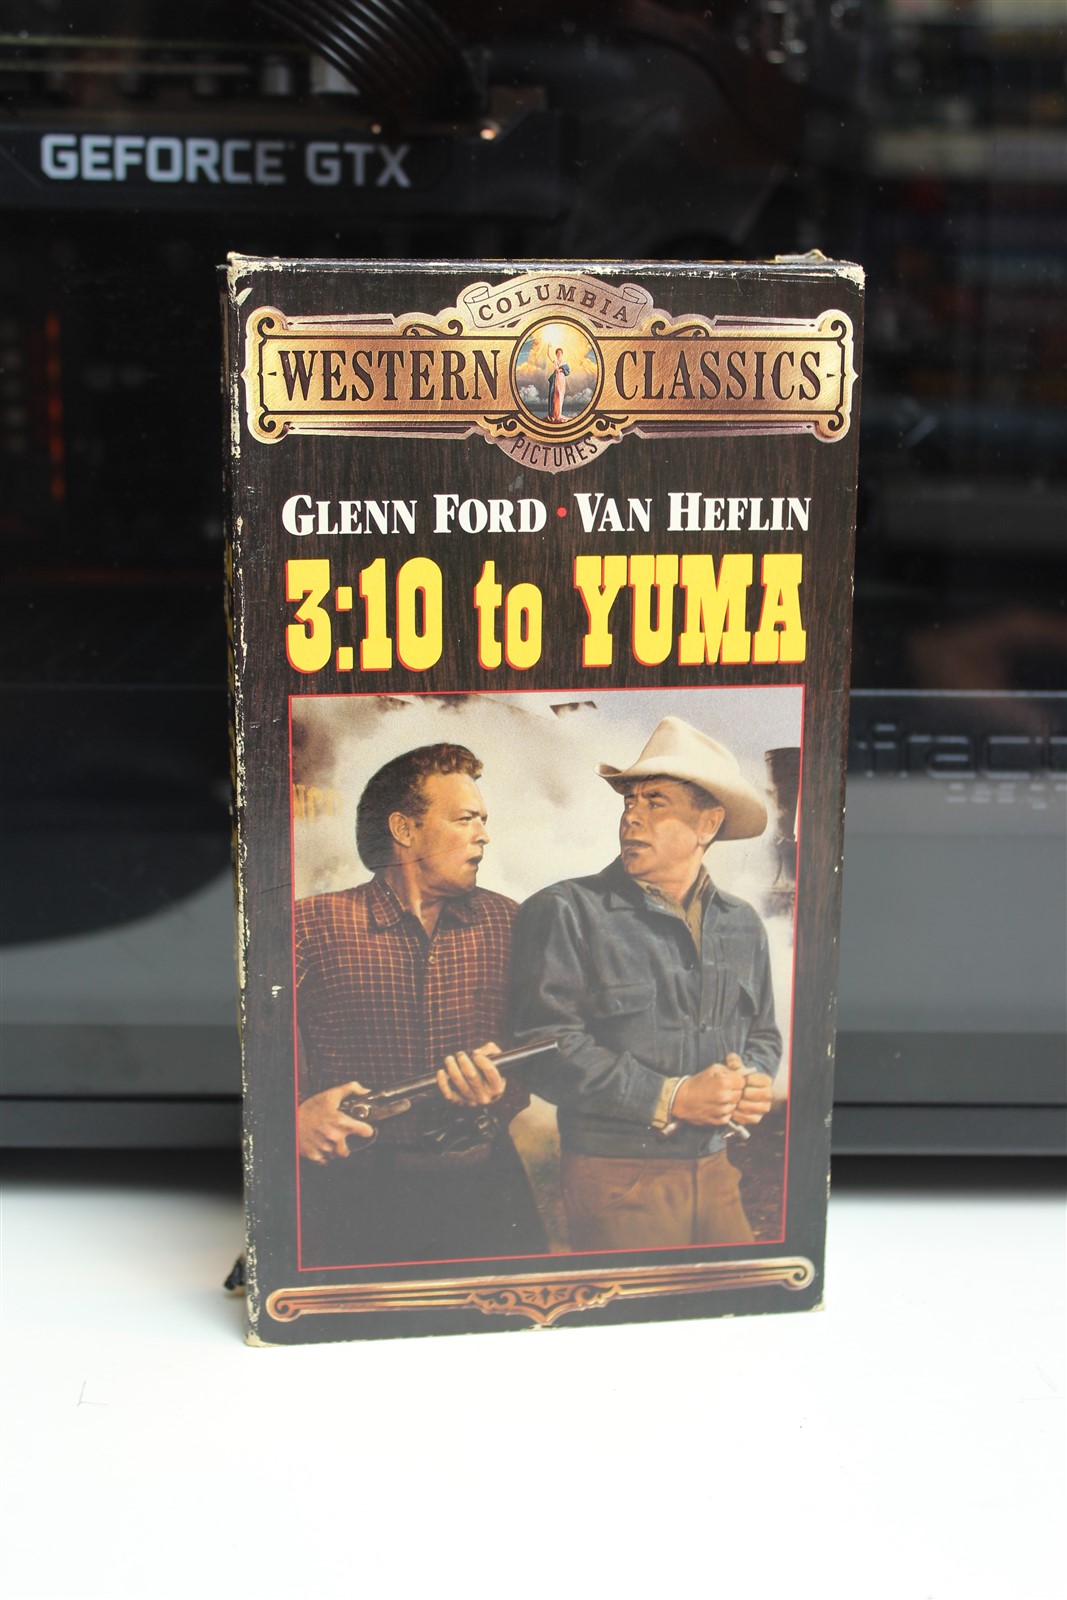 GEFORCE GTX
COLUMBIA
WESTERN CLASSICS
PICTURES
GLENN FORD • VAN HEFLIN
3:10 to YUMA